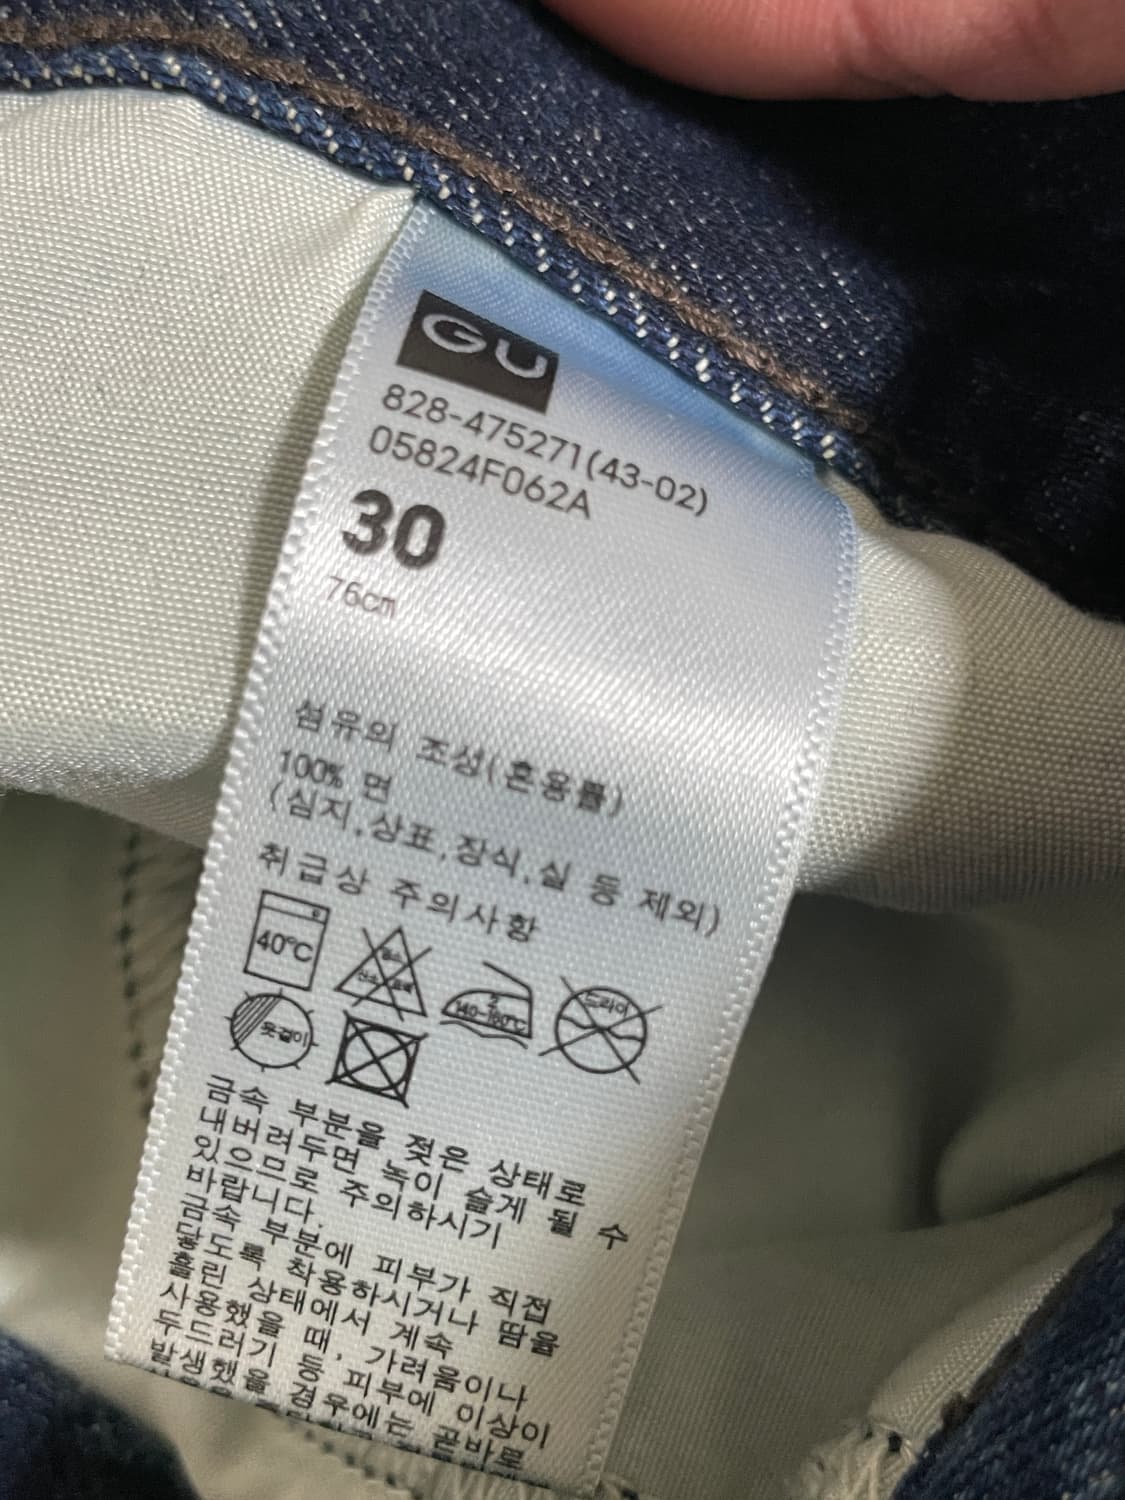 GU
828-475271(43-02)
05824F062A
30
76cm
섬유의 조성(혼용률)
100% 면
(심지,상표,장식,실 등 제외)
취급상 주의사항
40℃
2
140-160℃
드라이
옷걸이
금속 부분을 젖은 상태로
내버려두면 녹이 슬게 될 수
있으므로 주의하시기
바랍니다.
금속 부분에 피부가 직접
닿도록 착용하시거나 땀을
흘린 상태에서 계속
사용했을 때, 가려움이나
두드러기 등 피부에 이상이
발생했을 경우에는 곧바로